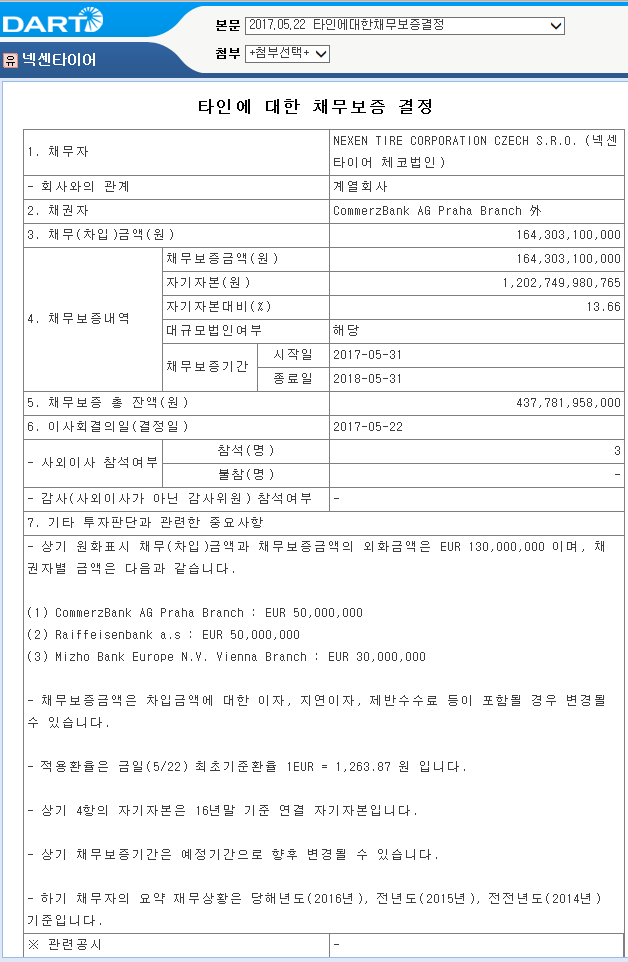 DART
본문 2017.05.22 타인에대한채무보증결정
유 넥센타이어
첨부 +첨부선택+
타인에 대한 채무보증 결정
1. 채무자
NEXEN TIRE CORPORATION CZECH S.R.O. (넥센
타이어 체코법인)
- 회사와의 관계
계열회사
2. 채권자
CommerzBank AG Praha Branch 外
3. 채무(차입)금액(원)
164,303,100,000
4. 채무보증내역
채무보증금액(원)
164,303,100,000
자기자본(원)
1,202,749,980,765
자기자본대비(%)
13.66
대규모법인여부
해당
채무보증기간
시작일
2017-05-31
종료일
2018-05-31
5. 채무보증 총 잔액(원)
437,781,958,000
6. 이사회결의일(결정일)
2017-05-22
- 사외이사 참석여부
참석(명)
3
불참(명)
-
- 감사(사외이사가 아닌 감사위원)참석여부
-
7. 기타 투자판단과 관련한 중요사항
- 상기 원화표시 채무(차입)금액과 채무보증금액의 외화금액은 EUR 130,000,000 이며, 채
권자별 금액은 다음과 같습니다.
(1) CommerzBank AG Praha Branch : EUR 50,000,000
(2) Raiffeisenbank a.s : EUR 50,000,000
(3) Mizho Bank Europe N.V. Vienna Branch : EUR 30,000,000
- 채무보증금액은 차입금액에 대한 이자, 지연이자, 제반수수료 등이 포함될 경우 변경될
수 있습니다.
- 적용환율은 금일(5/22) 최초기준환율 1EUR = 1,263.87 원 입니다.
- 상기 4항의 자기자본은 16년말 기준 연결 자기자본입니다.
- 상기 채무보증기간은 예정기간으로 향후 변경될 수 있습니다.
- 하기 채무자의 요약 재무상황은 당해년도(2016년), 전년도(2015년), 전전년도(2014년)
기준입니다.
※ 관련공시
-